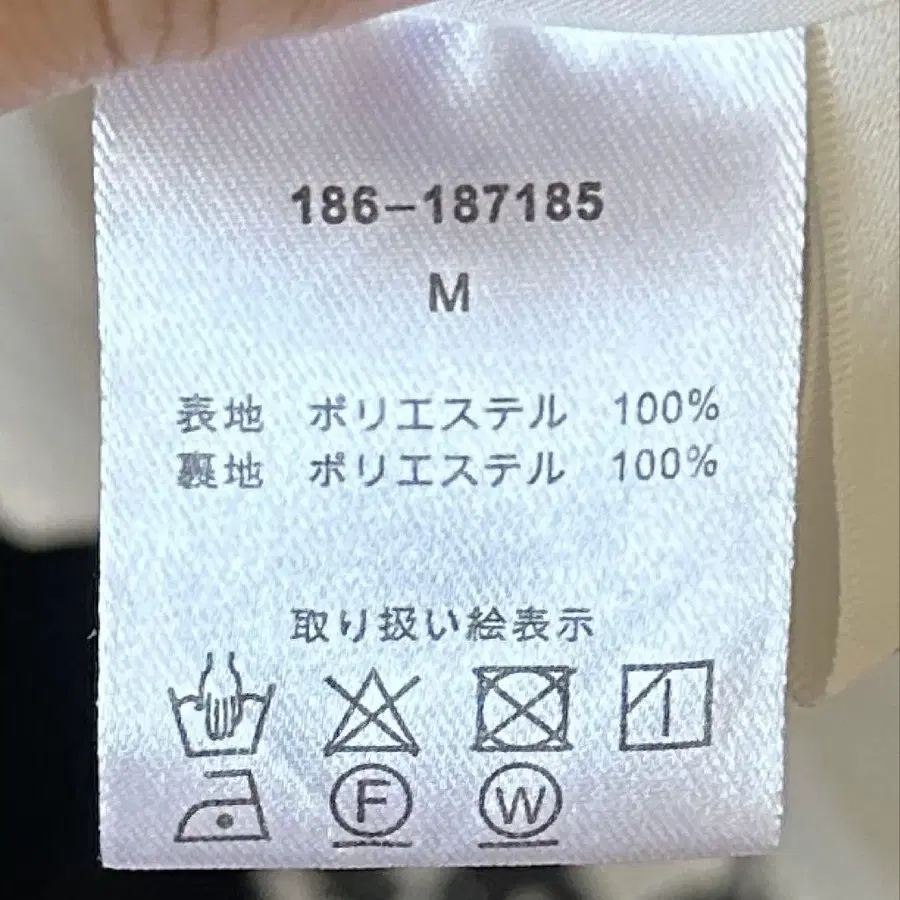 186-187185
M
表地 ポリエステル 100%
裏地 ポリエステル 100%
取り扱い絵表示
F W